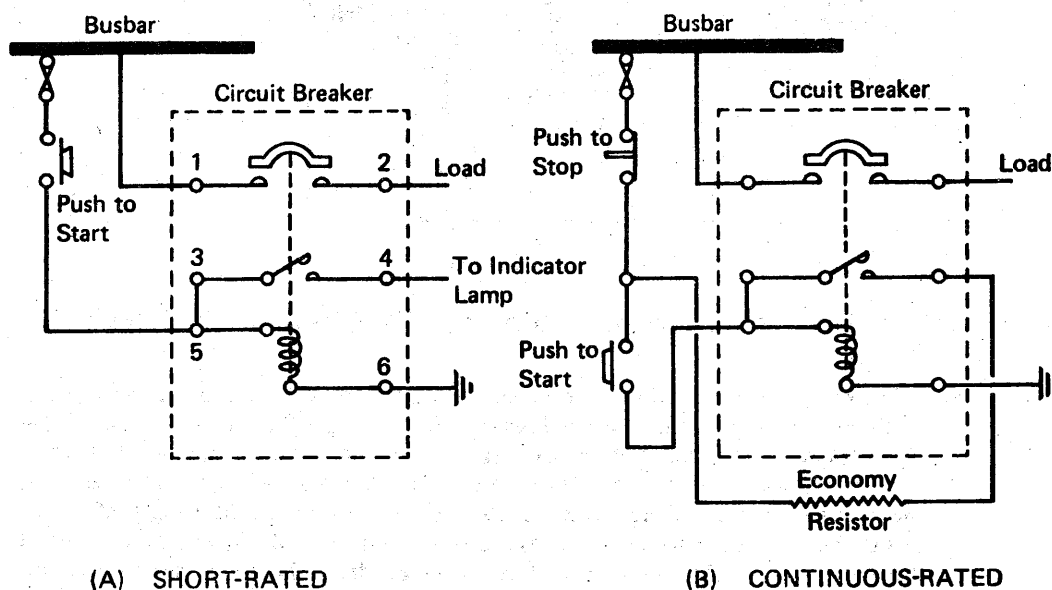 Busbar
Circuit Breaker
1
2
Load
Push to
Start
3
4
To Indicator
Lamp
5
6
(A) SHORT-RATED
Busbar
Circuit Breaker
Push to
Stop
Load
Push to
Start
Economy
Resistor
(B) CONTINUOUS-RATED